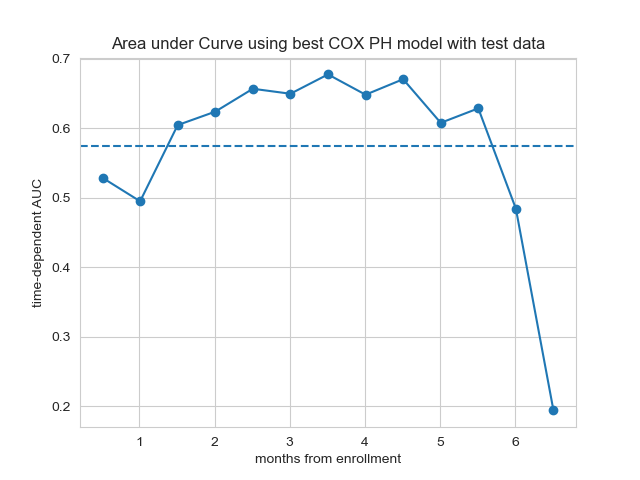 Area under Curve using best COX PH model with test data
time-dependent AUC
0.7
0.6
0.5
0.4
0.3
0.2
1 2 3 4 5 6
months from enrollment